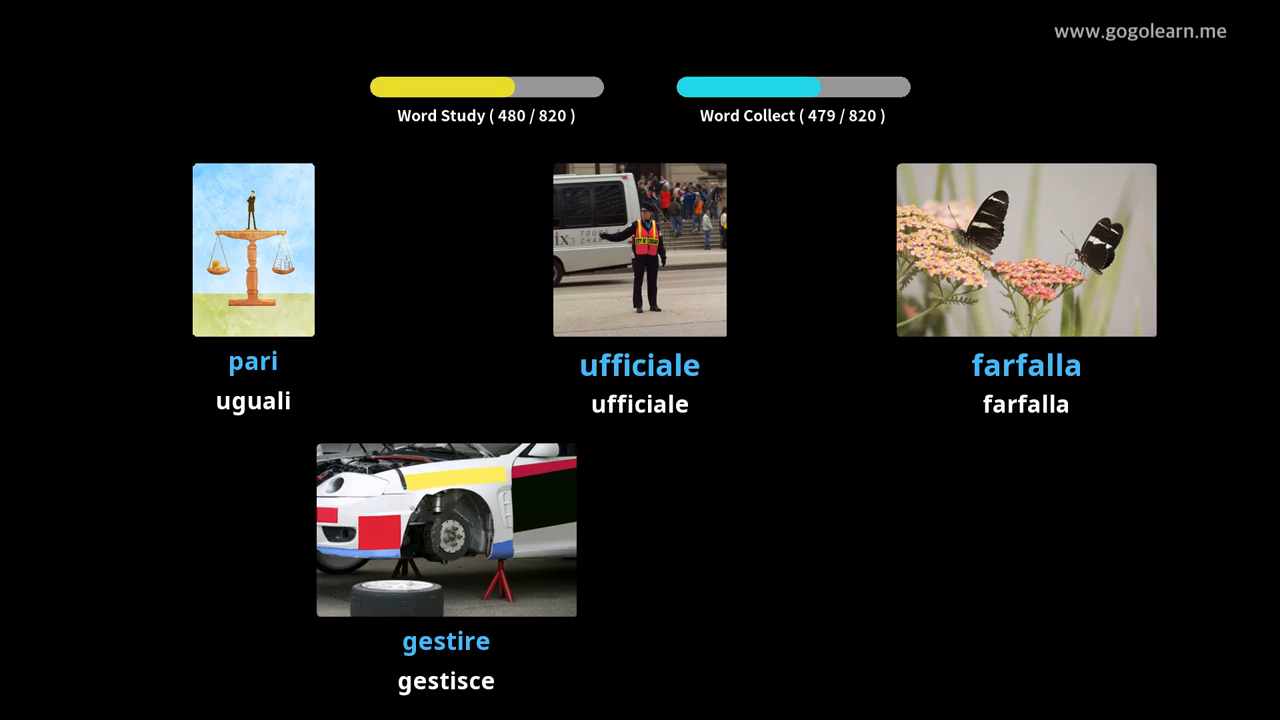 www.gogolearn.me
Word Study ( 480 / 820 )
Word Collect ( 479 / 820 )
pari
uguali
ufficiale
ufficiale
farfalla
farfalla
gestire
gestisce